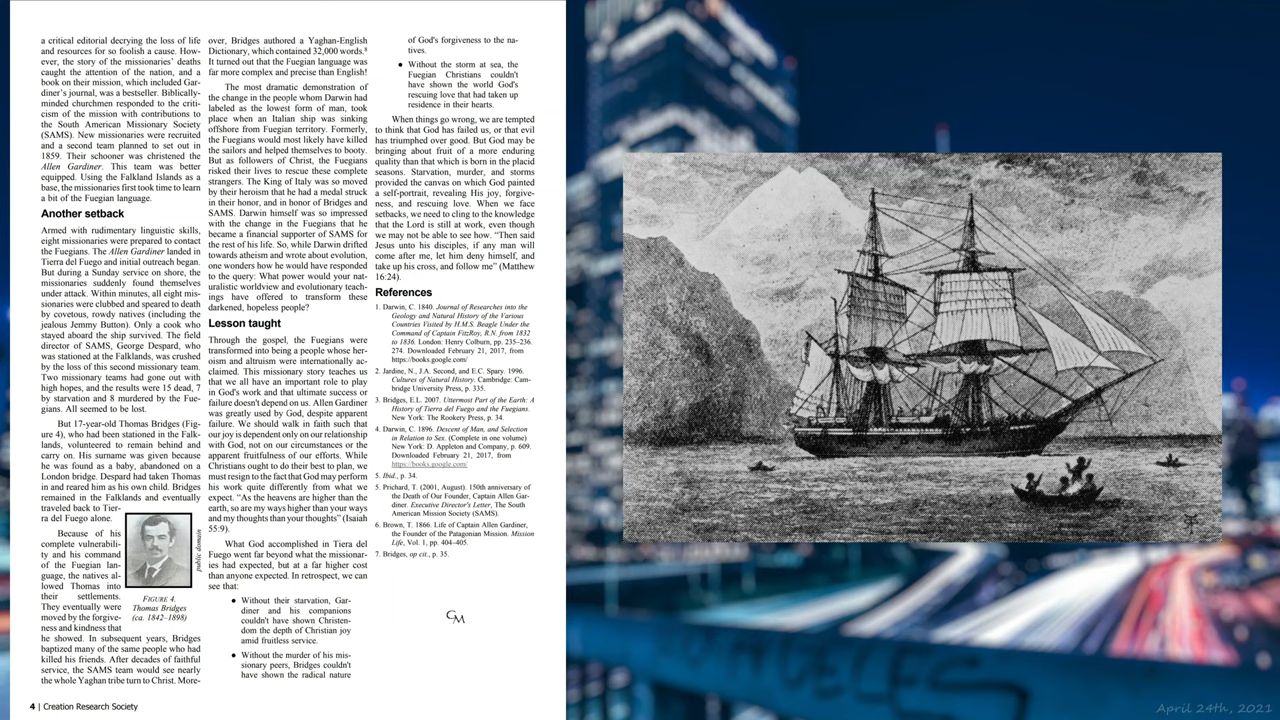 a critical editorial decrying the loss of life
and resources for so foolish a cause. How-
ever, the story of the missionaries' deaths
caught the attention of the nation, and a
book on their mission, which included Gar-
diner's journal, was a bestseller. Biblically-
minded churchmen responded to the criti-
cism of the mission with contributions to
the South American Missionary Society
(SAMS). New missionaries were recruited
and a second team planned to set out in
1859. Their schooner was christened the
Allen Gardiner. This team was better
equipped. Using the Falkland Islands as a
base, the missionaries first took time to learn
a bit of the Fuegian language.
Another setback
Armed with rudimentary linguistic skills,
eight missionaries were prepared to contact
the Fuegians. The Allen Gardiner landed in
Tierra del Fuego and initial outreach began.
But during a Sunday service on shore, the
missionaries suddenly found themselves
under attack. Within minutes, all eight mis-
sionaries were clubbed and speared to death
by covetous, rowdy natives (including the
jealous Jemmy Button). Only a cook who
stayed aboard the ship survived. The field
director of SAMS, George Despard, who
was stationed at the Falklands, was crushed
by the loss of this second missionary team.
Two missionary teams had gone out with
high hopes, and the results were 15 dead, 7
by starvation and 8 murdered by the Fue-
gians. All seemed to be lost.
But 17-year-old Thomas Bridges (Fig-
ure 4), who had been stationed in the Falk-
lands, volunteered to remain behind and
carry on. His surname was given because
he was found as a baby, abandoned on a
London bridge. Despard had taken Thomas
in and reared him as his own child. Bridges
remained in the Falklands and eventually
traveled back to Tier-
ra del Fuego alone.
Because of his
complete vulnerabili-
ty and his command
of the Fuegian lan-
guage, the natives al-
lowed Thomas into
their settlements.
They eventually were
moved by the forgive-
ness and kindness that
he showed. In subsequent years, Bridges
baptized many of the same people who had
killed his friends. After decades of faithful
service, the SAMS team would see nearly
the whole Yaghan tribe turn to Christ. More-
public domain
FIGURE 4.
Thomas Bridges
(ca. 1842–1898)
over, Bridges authored a Yaghan-English
Dictionary, which contained 32,000 words.8
It turned out that the Fuegian language was
far more complex and precise than English!
The most dramatic demonstration of
the change in the people whom Darwin had
labeled as the lowest form of man, took
place when an Italian ship was sinking
offshore from Fuegian territory. Formerly,
the Fuegians would most likely have killed
the sailors and helped themselves to booty.
But as followers of Christ, the Fuegians
risked their lives to rescue these complete
strangers. The King of Italy was so moved
by their heroism that he had a medal struck
in their honor, and in honor of Bridges and
SAMS. Darwin himself was so impressed
with the change in the Fuegians that he
became a financial supporter of SAMS for
the rest of his life. So, while Darwin drifted
towards atheism and wrote about evolution,
one wonders how he would have responded
to the query: What power would your nat-
uralistic worldview and evolutionary teach-
ings have offered to transform these
darkened, hopeless people?
Lesson taught
Through the gospel, the Fuegians were
transformed into being a people whose her-
oism and altruism were internationally ac-
claimed. This missionary story teaches us
that we all have an important role to play
in God's work and that ultimate success or
failure doesn't depend on us. Allen Gardiner
was greatly used by God, despite apparent
failure. We should walk in faith such that
our joy is dependent only on our relationship
with God, not on our circumstances or the
apparent fruitfulness of our efforts. While
Christians ought to do their best to plan, we
must resign to the fact that God may perform
his work quite differently from what we
expect. “As the heavens are higher than the
earth, so are my ways higher than your ways
and my thoughts than your thoughts” (Isaiah
55:9).
What God accomplished in Tiera del
Fuego went far beyond what the missionar-
ies had expected, but at a far higher cost
than anyone expected. In retrospect, we can
see that:
● Without their starvation, Gar-
diner and his companions
couldn't have shown Christen-
dom the depth of Christian joy
amid fruitless service.
● Without the murder of his mis-
sionary peers, Bridges couldn't
have shown the radical nature
of God's forgiveness to the na-
tives.
● Without the storm at sea, the
Fuegian Christians couldn't
have shown the world God's
rescuing love that had taken up
residence in their hearts.
When things go wrong, we are tempted
to think that God has failed us, or that evil
has triumphed over good. But God may be
bringing about fruit of a more enduring
quality than that which is born in the placid
seasons. Starvation, murder, and storms
provided the canvas on which God painted
a self-portrait, revealing His joy, forgive-
ness, and rescuing love. When we face
setbacks, we need to cling to the knowledge
that the Lord is still at work, even though
we may not be able to see how. “Then said
Jesus unto his disciples, if any man will
come after me, let him deny himself, and
take up his cross, and follow me” (Matthew
16:24).
References
1. Darwin, C. 1840. Journal of Researches into the
Geology and Natural History of the Various
Countries Visited by H.M.S. Beagle Under the
Command of Captain FitzRoy, R.N. from 1832
to 1836. London: Henry Colburn, pp. 235–236.
274. Downloaded February 21, 2017, from
https://books.google.com/
2. Jardine, N., J.A. Second, and E.C. Spary. 1996.
Cultures of Natural History. Cambridge: Cam-
bridge University Press, p. 335.
3. Bridges, E.L. 2007. Uttermost Part of the Earth: A
History of Tierra del Fuego and the Fuegians.
New York: The Rookery Press, p. 34.
4. Darwin, C. 1896. Descent of Man, and Selection
in Relation to Sex. (Complete in one volume)
New York: D. Appleton and Company, p. 609.
Downloaded February 21, 2017, from
https://books.google.com/
5. Ibid., p. 34.
5. Prichard, T. (2001, August). 150th anniversary of
the Death of Our Founder, Captain Allen Gar-
diner. Executive Director's Letter, The South
American Mission Society (SAMS).
6. Brown, T. 1866. Life of Captain Allen Gardiner,
the Founder of the Patagonian Mission. Mission
Life, Vol. 1, pp. 404–405.
7. Bridges, op cit., p. 35.
CM
4 | Creation Research Society
April 24th, 2021